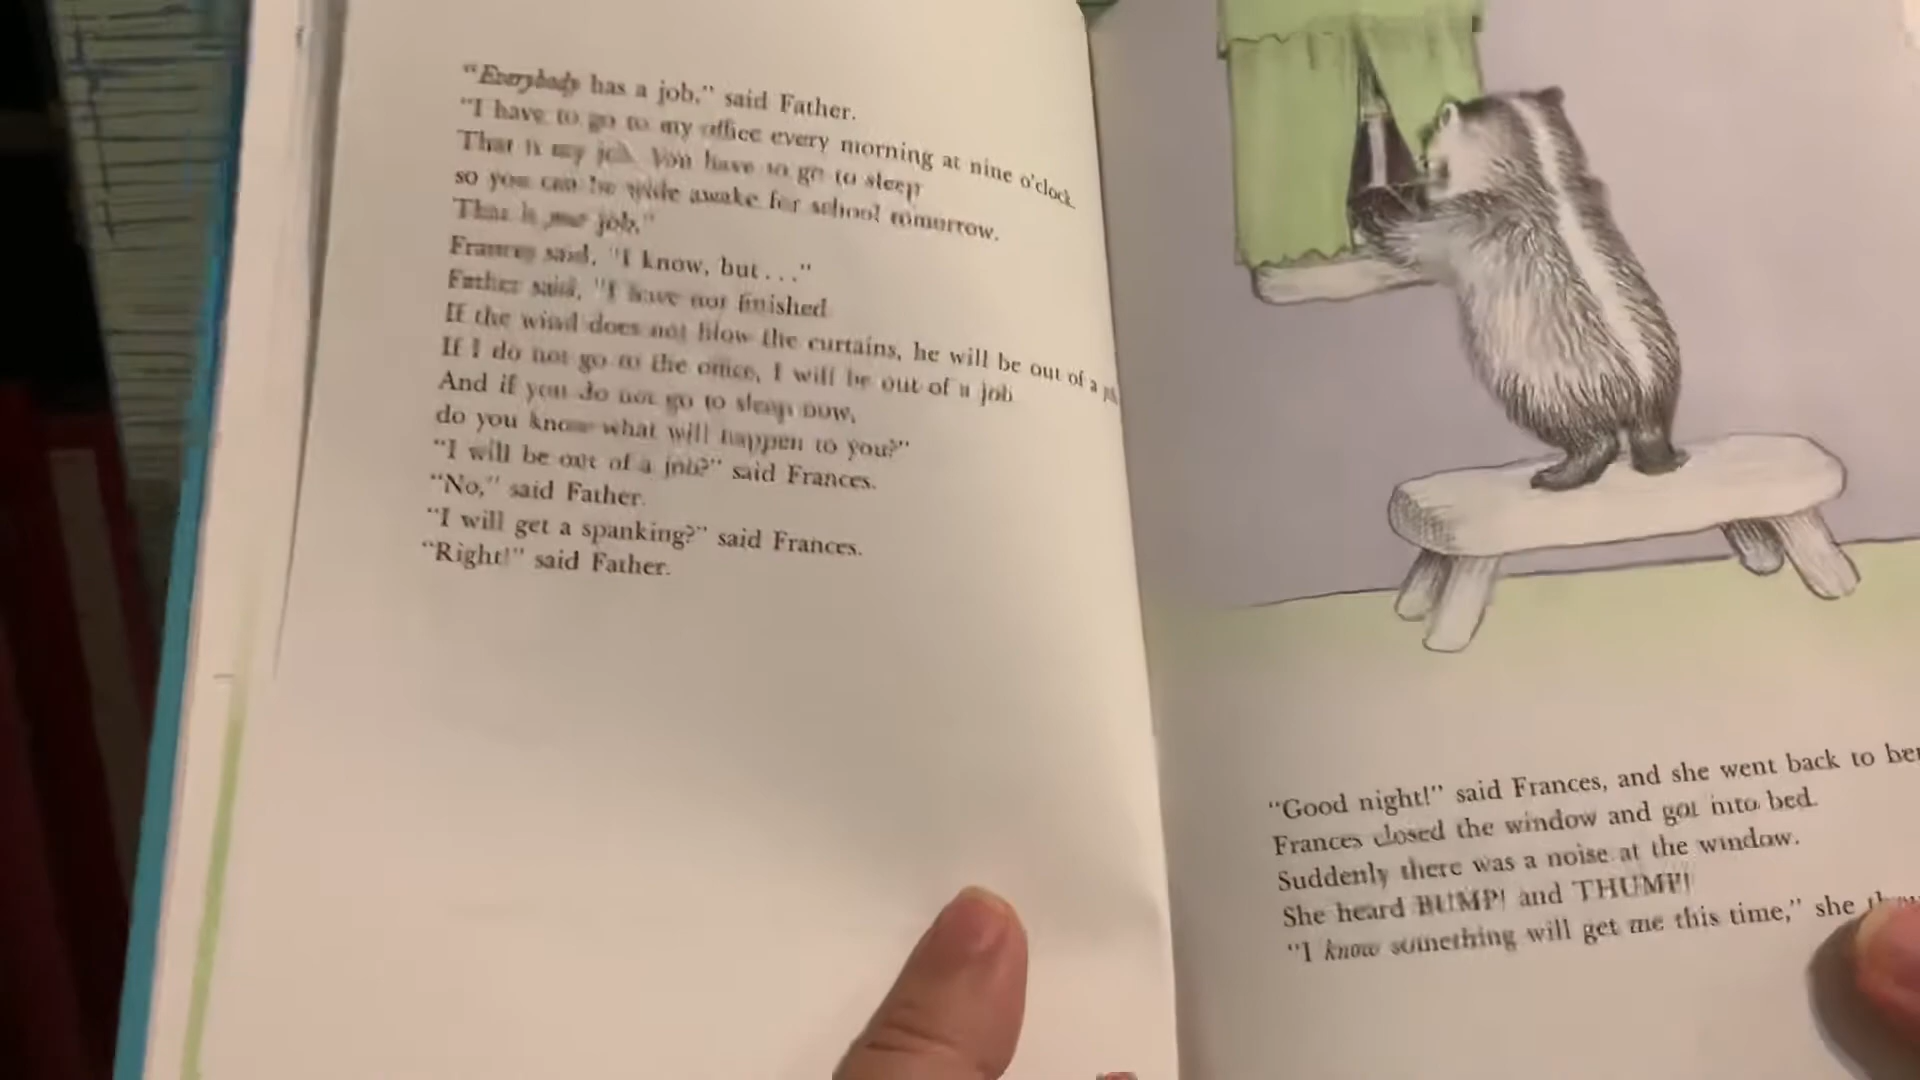 "Everybody has a job," said Father.
"I have to go to my office every morning at nine o'clock.
That is my job. You have to go to sleep
so you can be wide awake for school tomorrow.
That is your job."
Frances said, "I know, but . . ."
Father said, "I have not finished.
If the wind does not blow the curtains, he will be out of a job.
If I do not go to the office, I will be out of a job.
And if you do not go to sleep now,
do you know what will happen to you?"
"I will be out of a job?" said Frances.
"No," said Father.
"I will get a spanking?" said Frances.
"Right!" said Father.
"Good night!" said Frances, and she went back to her
Frances closed the window and got into bed.
Suddenly there was a noise at the window.
She heard BUMP! and THUMP!
"I know something will get me this time," she